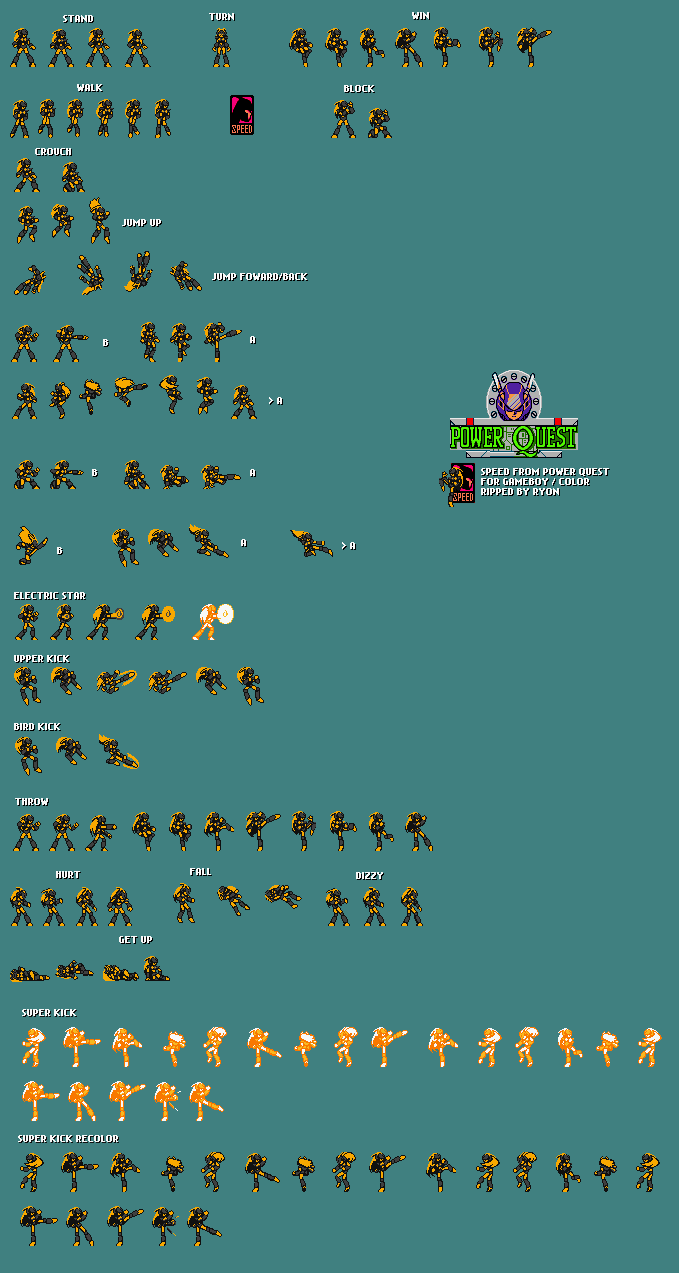 STAND TURN WIN
WALK BLOCK
SPEED
CROUCH
JUMP UP
JUMP FOWARD/BACK
B A
> A
POWER QUEST
B A
SPEED FROM POWER QUEST
FOR GAMEBOY / COLOR
RIPPED BY RYON
SPEED
B A > A
ELECTRIC STAR
UPPER KICK
BIRD KICK
THROW
HURT FALL DIZZY
GET UP
SUPER KICK
SUPER KICK RECOLOR